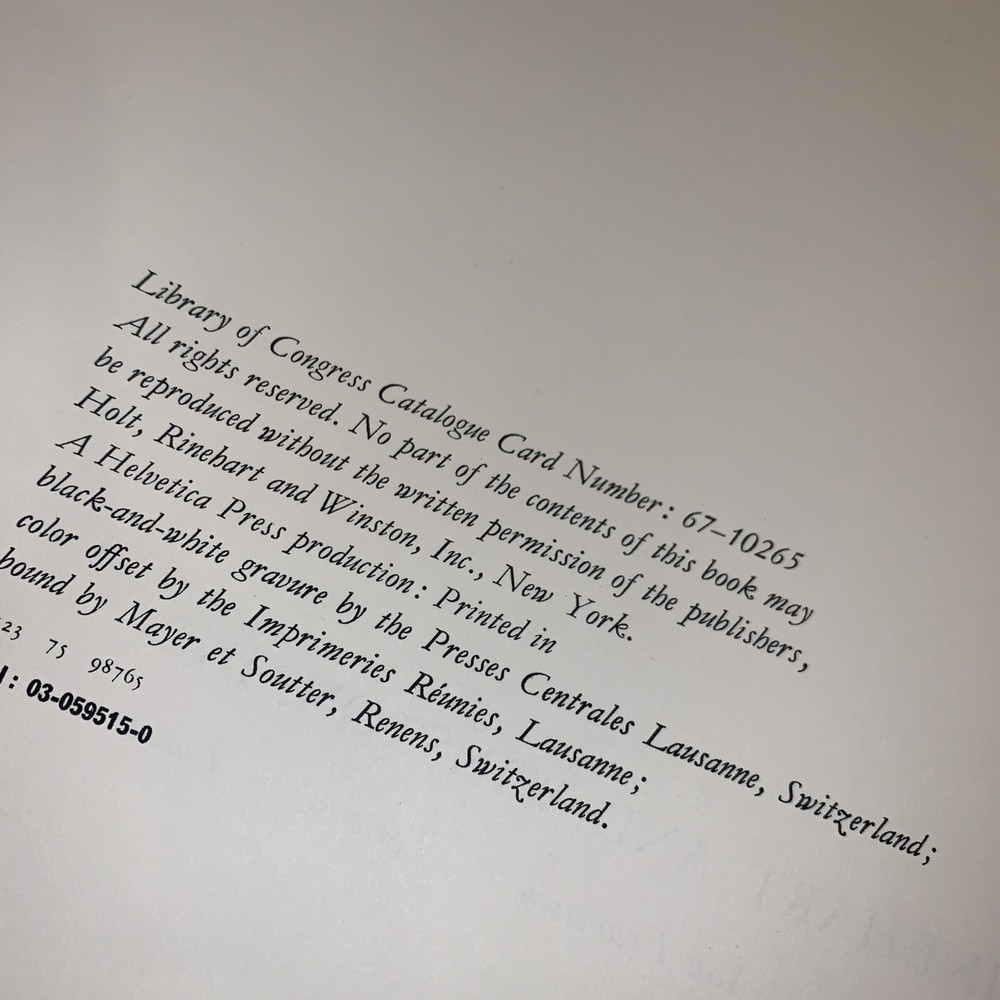 Library of Congress Catalogue Card Number: 67–10265
All rights reserved. No part of the contents of this book may
be reproduced without the written permission of the publishers,
Holt, Rinehart and Winston, Inc., New York.
A Helvetica Press production: Printed in
black-and-white gravure by the Presses Centrales Lausanne, Switzerland;
color offset by the Imprimeries Réunies, Lausanne;
bound by Mayer et Soutter, Renens, Switzerland.
23 75 98765
: 03-059515-0